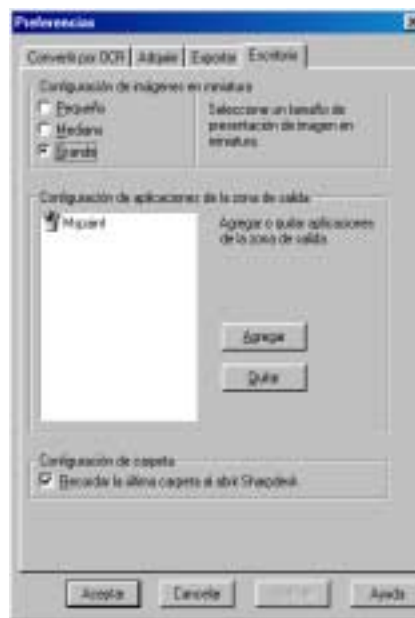 Preferencias
Convertir por OCR Adquirir Exportar Escritorio
Configuración de imágenes en miniatura
Pequeño
Mediano
Grande
Seleccione un tamaño de
presentación de imagen en
miniatura.
Configuración de aplicaciones de la zona de salida
Mspaint
Agregar o quitar aplicaciones
de la zona de salida.
Agregar
Quitar
Configuración de carpeta
Recordar la última carpeta al abrir Sharpdesk
Aceptar Cancelar Ayuda